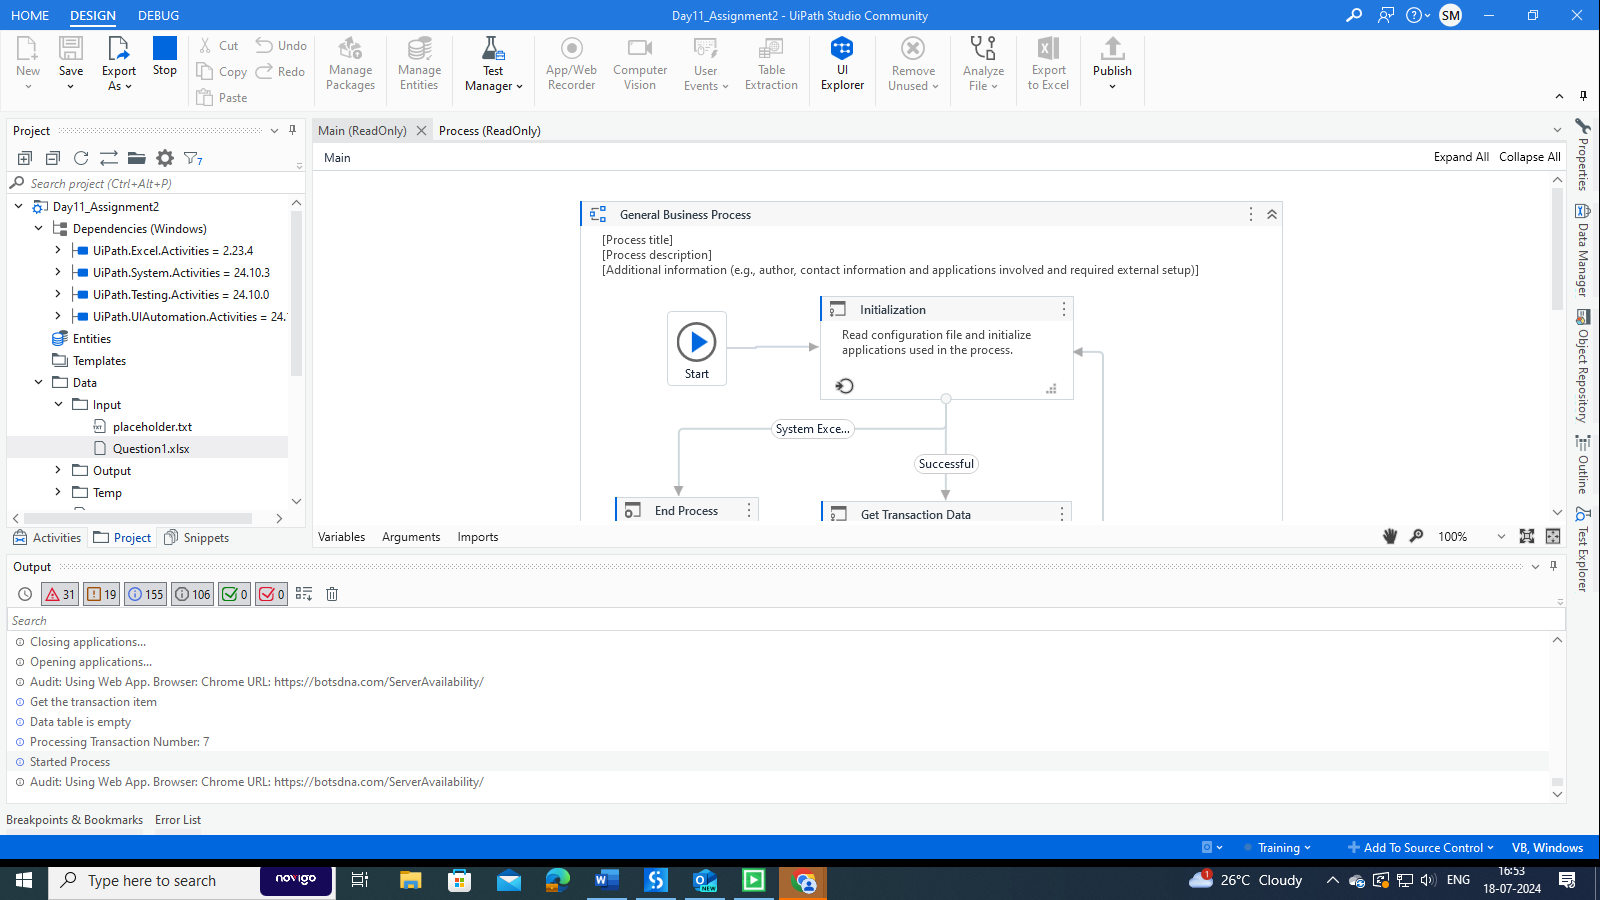 HOME DESIGN DEBUG
Day11_Assignment2 - UiPath Studio Community
SM
New
Save
Export As
Stop
Cut
Copy
Paste
Undo
Redo
Manage Packages
Manage Entities
Test Manager
App/Web Recorder
Computer Vision
User Events
Table Extraction
UI Explorer
Remove Unused
Analyze File
Export to Excel
Publish
Project
7
Search project (Ctrl+Alt+P)
Day11_Assignment2
Dependencies (Windows)
UiPath.Excel.Activities = 2.23.4
UiPath.System.Activities = 24.10.3
UiPath.Testing.Activities = 24.10.0
UiPath.UIAutomation.Activities = 24.
Entities
Templates
Data
Input
placeholder.txt
Question1.xlsx
Output
Temp
Activities Project Snippets
Main (ReadOnly) Process (ReadOnly)
Main
Expand All Collapse All
General Business Process
[Process title]
[Process description]
[Additional information (e.g., author, contact information and applications involved and required external setup)]
Start
Initialization
Read configuration file and initialize
applications used in the process.
System Exce...
Successful
End Process
Get Transaction Data
Variables Arguments Imports
100%
Properties
Data Manager
Object Repository
Outline
Test Explorer
Output
31 19 155 106 0 0
Search
Closing applications...
Opening applications...
Audit: Using Web App. Browser: Chrome URL: https://botsdna.com/ServerAvailability/
Get the transaction item
Data table is empty
Processing Transaction Number: 7
Started Process
Audit: Using Web App. Browser: Chrome URL: https://botsdna.com/ServerAvailability/
Breakpoints & Bookmarks Error List
Training Add To Source Control VB, Windows
Type here to search
novigo
NEW
1
26°C Cloudy
ENG
16:53
18-07-2024